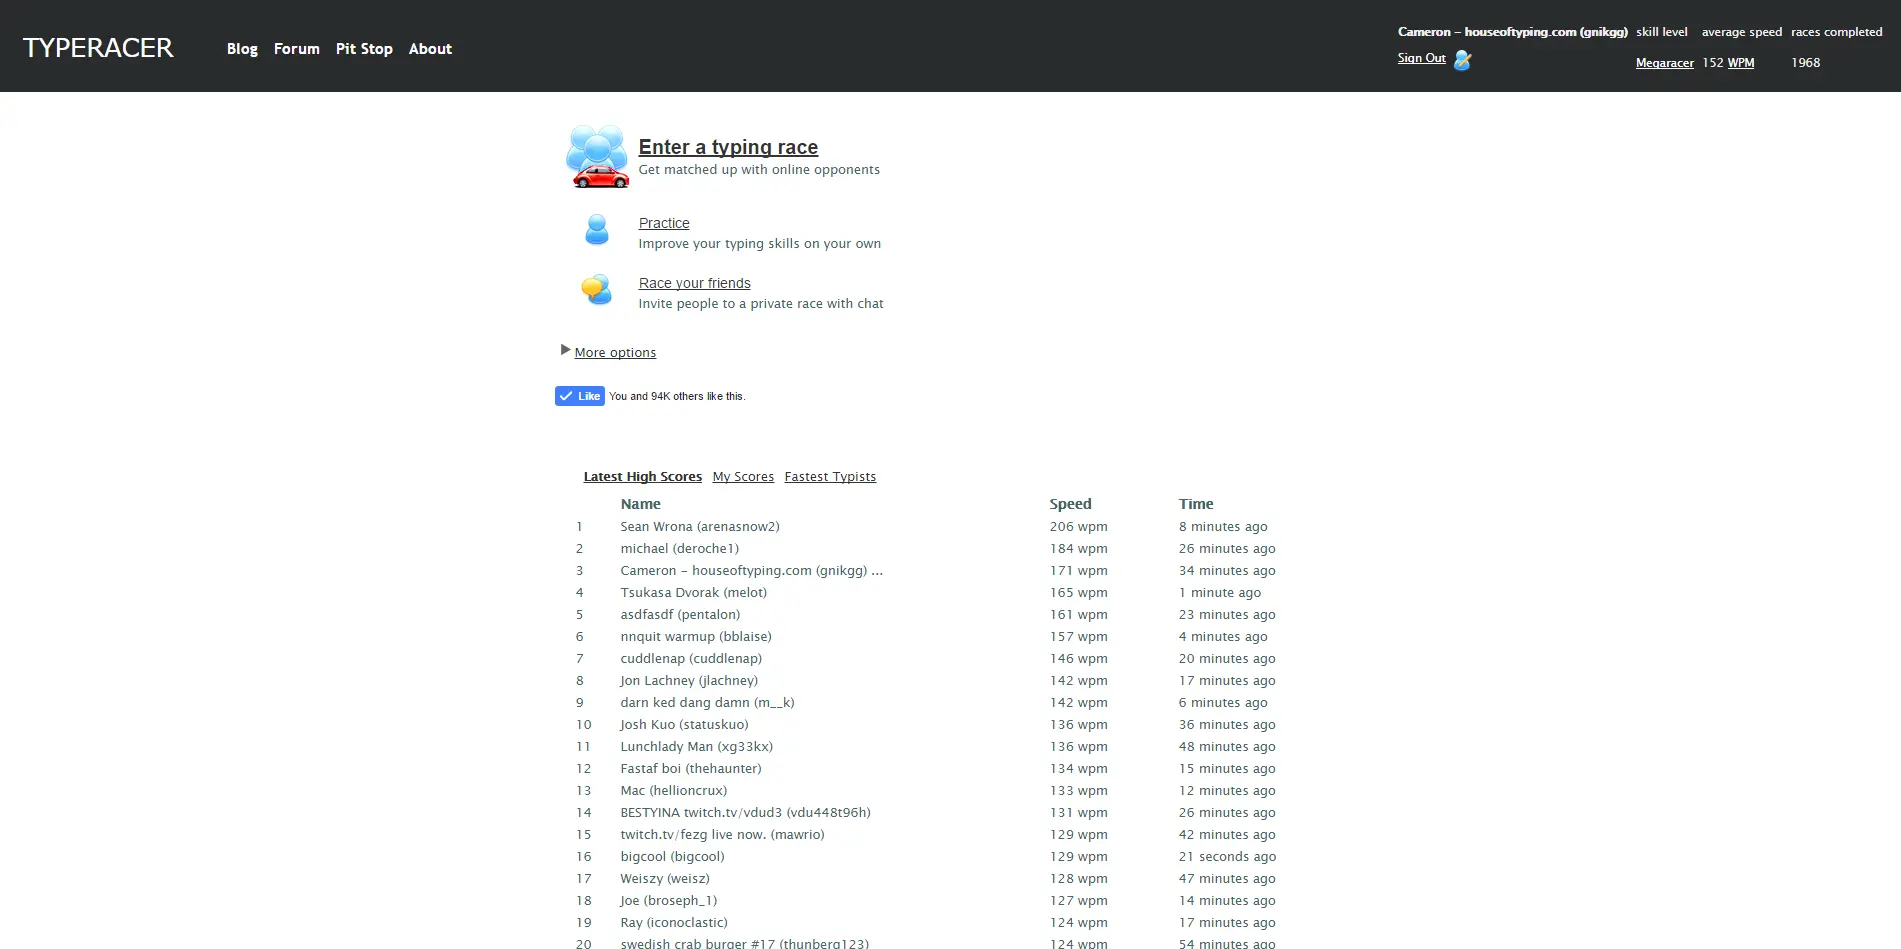 TYPERACER
Blog Forum Pit Stop About
Cameron - houseoftyping.com (gnikgg) skill level average speed races completed
Sign Out Megaracer 152 WPM 1968
Enter a typing race
Get matched up with online opponents
Practice
Improve your typing skills on your own
Race your friends
Invite people to a private race with chat
More options
Like You and 94K others like this.
Latest High Scores My Scores Fastest Typists
Name Speed Time
1 Sean Wrona (arenasnow2) 206 wpm 8 minutes ago
2 michael (deroche1) 184 wpm 26 minutes ago
3 Cameron - houseoftyping.com (gnikgg) ... 171 wpm 34 minutes ago
4 Tsukasa Dvorak (melot) 165 wpm 1 minute ago
5 asdfasdf (pentalon) 161 wpm 23 minutes ago
6 nnquit warmup (bblaise) 157 wpm 4 minutes ago
7 cuddlenap (cuddlenap) 146 wpm 20 minutes ago
8 Jon Lachney (jlachney) 142 wpm 17 minutes ago
9 darn ked dang damn (m__k) 142 wpm 6 minutes ago
10 Josh Kuo (statuskuo) 136 wpm 36 minutes ago
11 Lunchlady Man (xg33kx) 136 wpm 48 minutes ago
12 Fastaf boi (thehaunter) 134 wpm 15 minutes ago
13 Mac (hellioncrux) 133 wpm 12 minutes ago
14 BESTYINA twitch.tv/vdud3 (vdu448t96h) 131 wpm 26 minutes ago
15 twitch.tv/fezg live now. (mawrio) 129 wpm 42 minutes ago
16 bigcool (bigcool) 129 wpm 21 seconds ago
17 Weiszy (weisz) 128 wpm 47 minutes ago
18 Joe (broseph_1) 127 wpm 14 minutes ago
19 Ray (iconoclastic) 124 wpm 17 minutes ago
20 swedish crab burger #17 (thunberg123) 124 wpm 54 minutes ago